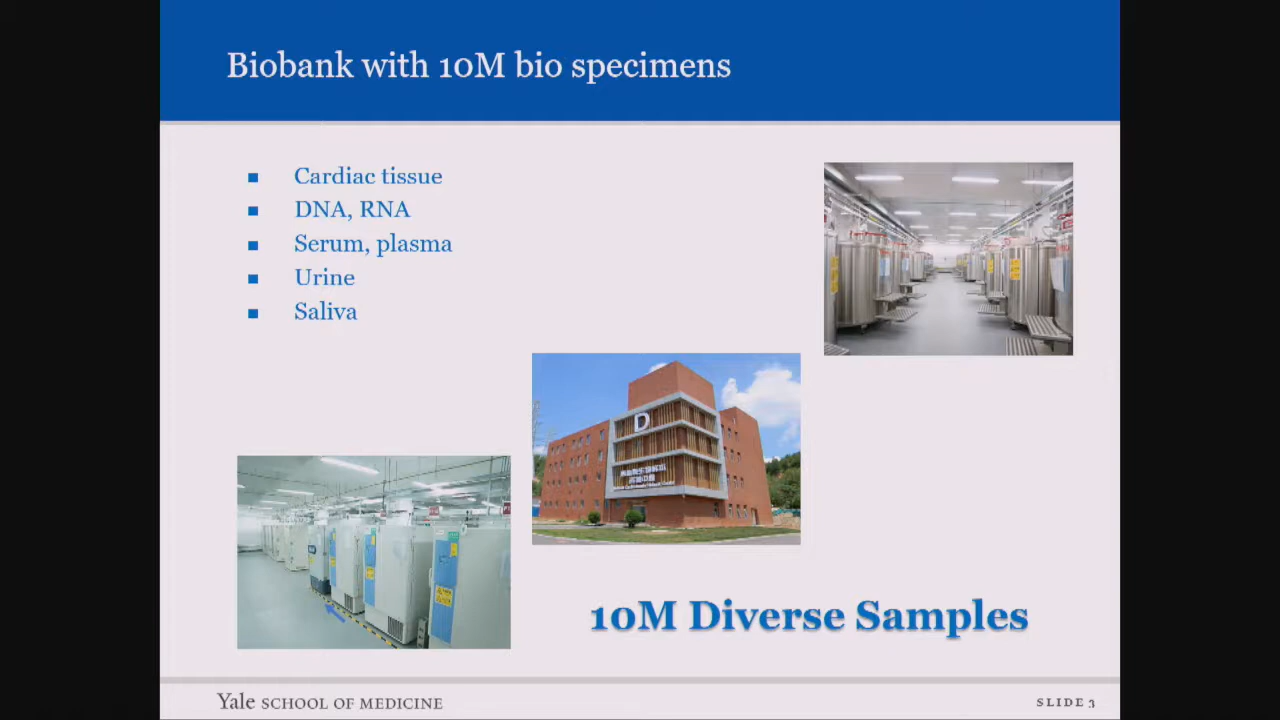 Biobank with 10M bio specimens
Cardiac tissue
DNA, RNA
Serum, plasma
Urine
Saliva
D
10M Diverse Samples
Yale SCHOOL OF MEDICINE
SLIDE 3